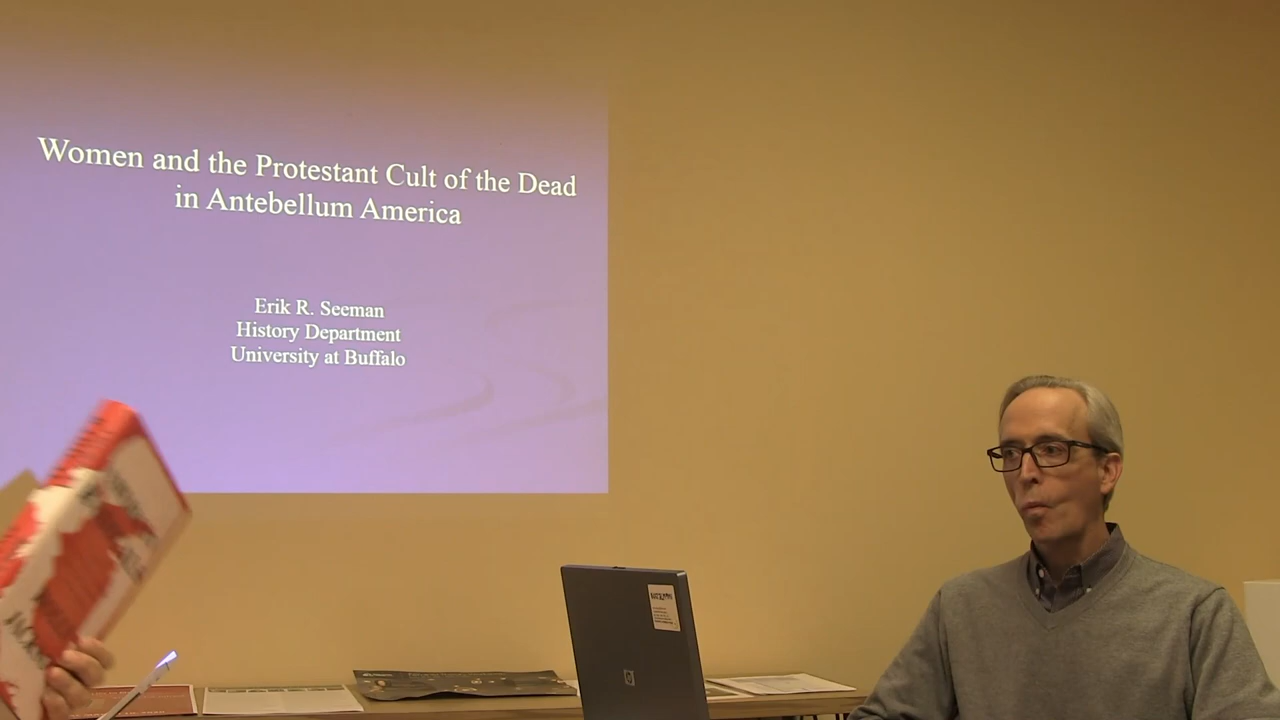 Women and the Protestant Cult of the Dead
in Antebellum America
Erik R. Seeman
History Department
University at Buffalo